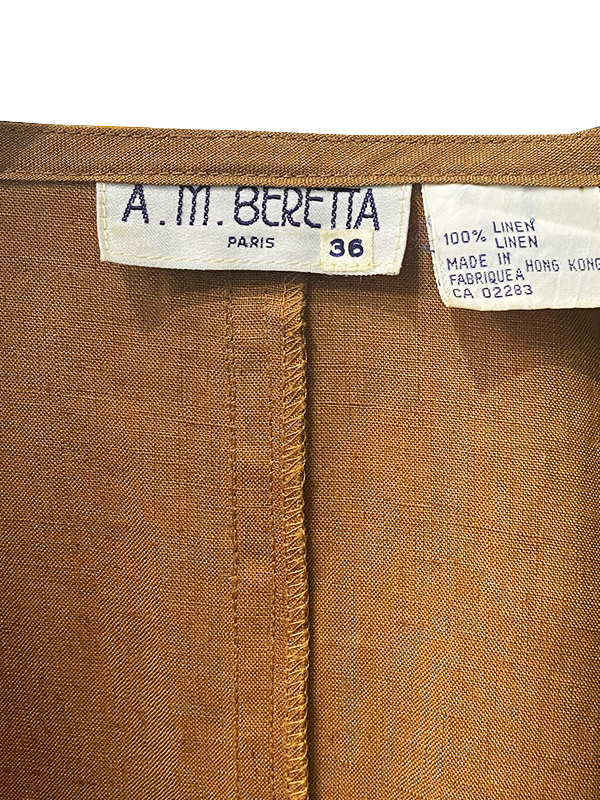 A.M. BERETTA
PARIS
36
100% LINEN
LINEN
MADE IN
FABRIQUE A HONG KONG
CA 02283